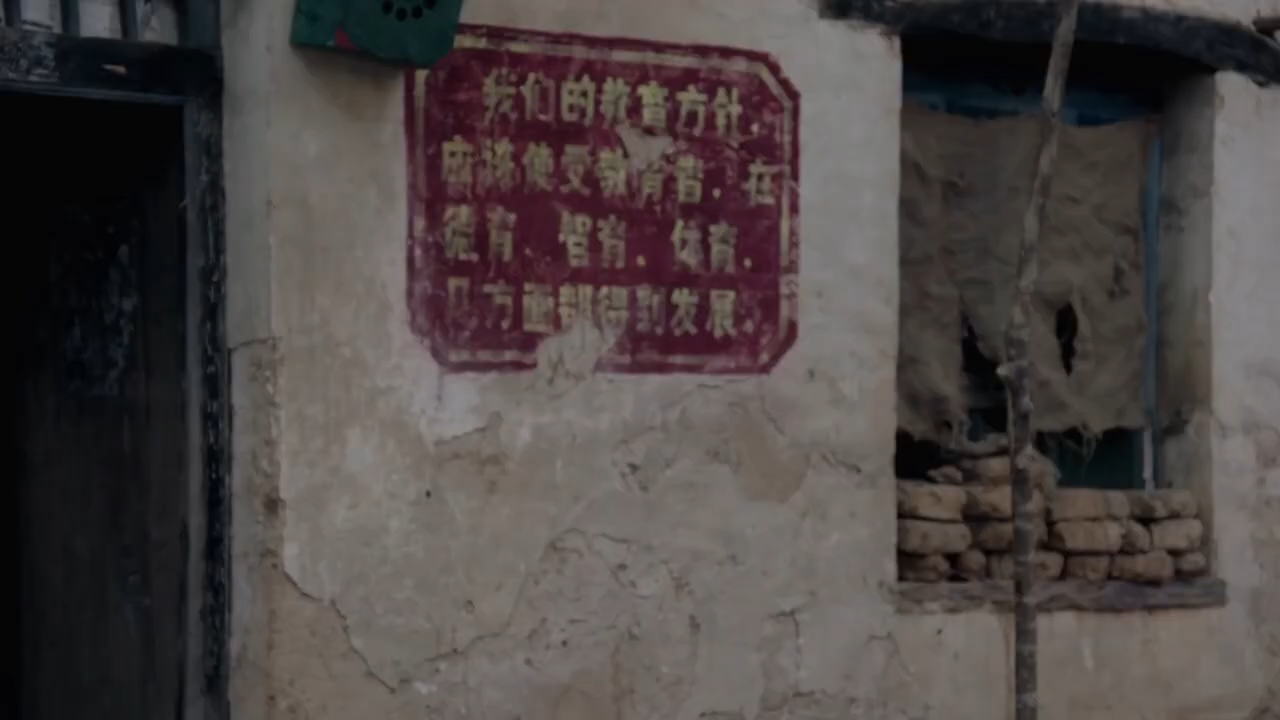 我们的教育方针，
应该使受教育者，在
德育、智育、体育、
几方面都得到发展。